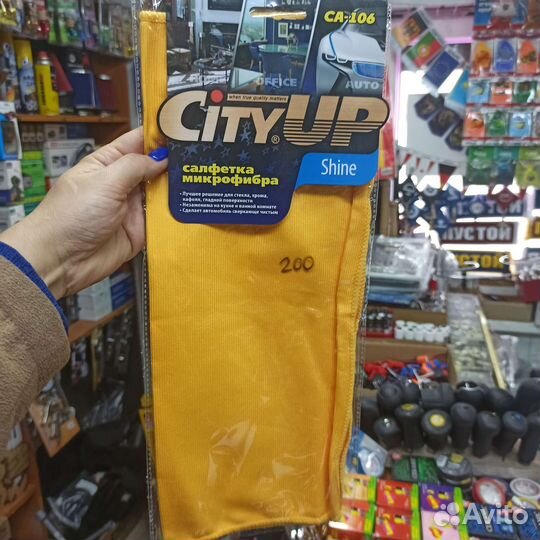 CA-106
OFFICE
AUTO
when true quality matters
CITYUP®
салфетка
микрофибра
Shine
• Лучшее решение для стекла, хрома,
кафеля, гладкой поверхности
• Незаменима на кухне и ванной комнате
• Сделает автомобиль сверкающе чистым
200
ПУСТОЙ
Avito